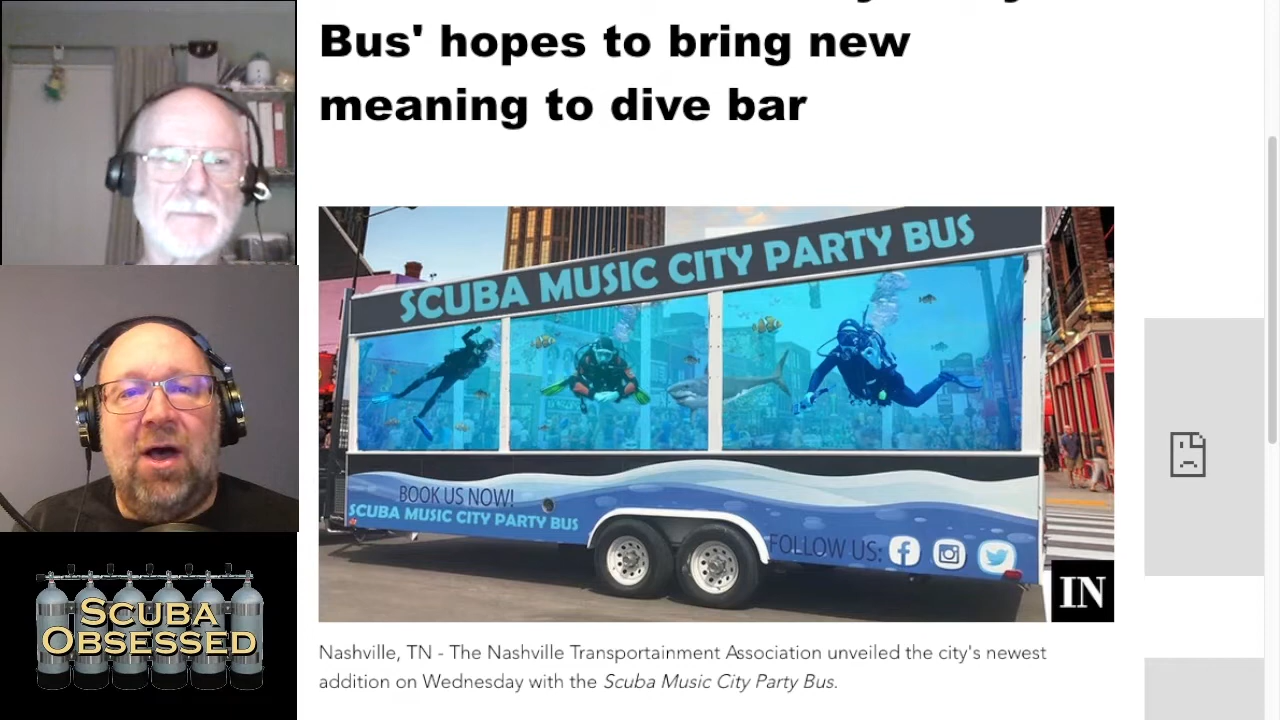 Bus' hopes to bring new
meaning to dive bar
SCUBA MUSIC CITY PARTY BUS
BOOK US NOW!
SCUBA MUSIC CITY PARTY BUS
FOLLOW US:
IN
Nashville, TN - The Nashville Transportainment Association unveiled the city's newest
addition on Wednesday with the Scuba Music City Party Bus.
SCUBA
OBSESSED